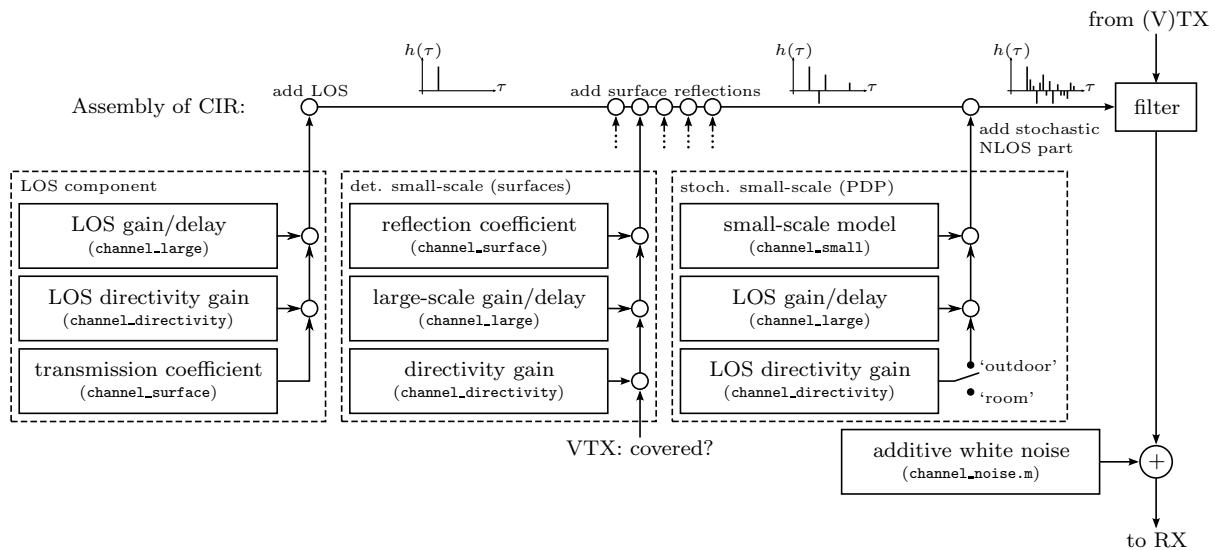 from (V)TX
h(τ)
τ
h(τ)
τ
h(τ)
τ
Assembly of CIR:
add LOS
add surface reflections
filter
add stochastic
NLOS part
LOS component
LOS gain/delay
(channel_large)
LOS directivity gain
(channel_directivity)
transmission coefficient
(channel_surface)
det. small-scale (surfaces)
reflection coefficient
(channel_surface)
large-scale gain/delay
(channel_large)
directivity gain
(channel_directivity)
VTX: covered?
stoch. small-scale (PDP)
small-scale model
(channel_small)
LOS gain/delay
(channel_large)
LOS directivity gain
(channel_directivity)
‘outdoor’
‘room’
additive white noise
(channel_noise.m)
+
to RX